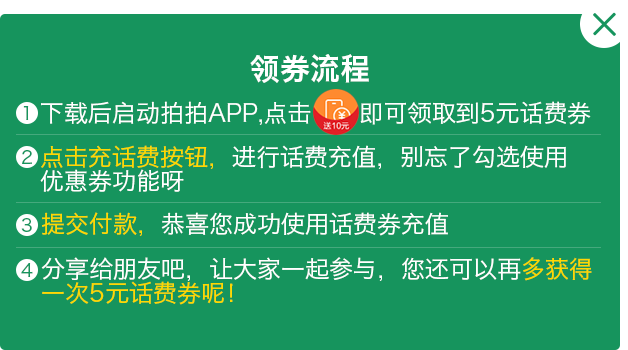 领券流程
①下载后启动拍拍APP,点击 送10元 即可领取到5元话费券
②点击充话费按钮，进行话费充值，别忘了勾选使用
优惠券功能呀
③提交付款，恭喜您成功使用话费券充值
④分享给朋友吧，让大家一起参与，您还可以再多获得
一次5元话费券呢！